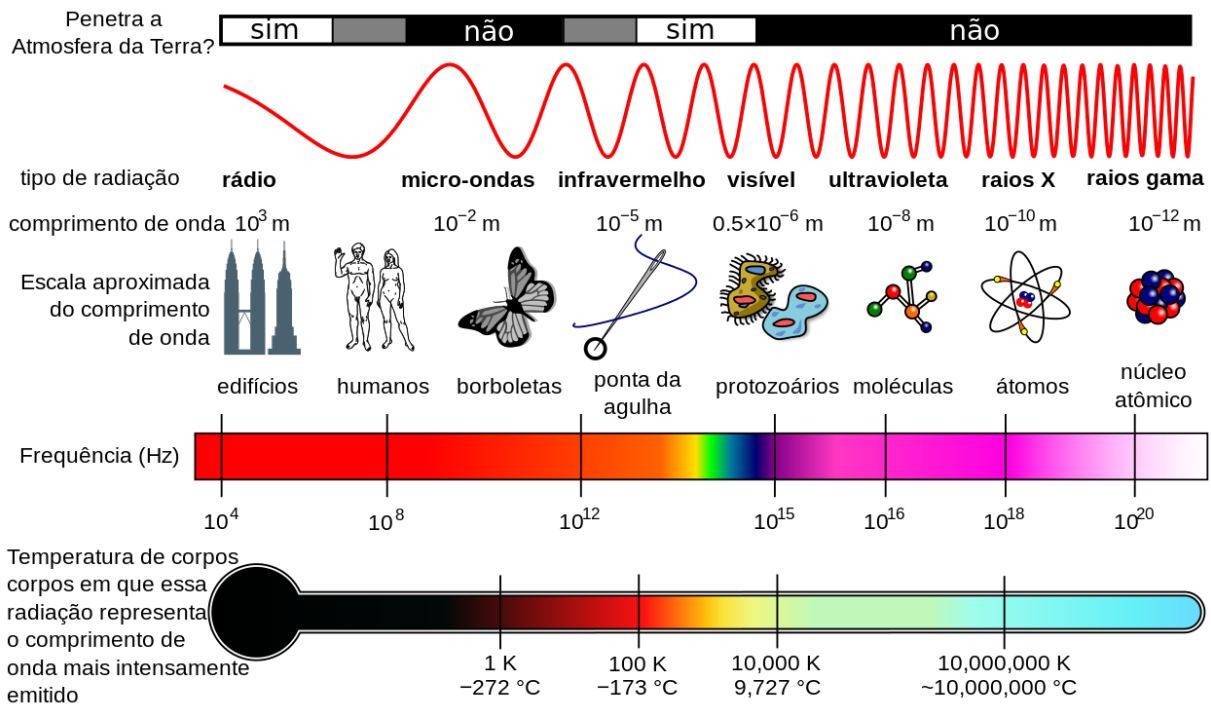 Penetra a
Atmosfera da Terra?
sim
não
sim
não
tipo de radiação
rádio
micro-ondas
infravermelho
visível
ultravioleta
raios X
raios gama
comprimento de onda
10³ m
10⁻² m
10⁻⁵ m
0.5×10⁻⁶ m
10⁻⁸ m
10⁻¹⁰ m
10⁻¹² m
Escala aproximada
do comprimento
de onda
edifícios
humanos
borboletas
ponta da
agulha
protozoários
moléculas
átomos
núcleo
atômico
Frequência (Hz)
10⁴
10⁸
10¹²
10¹⁵
10¹⁶
10¹⁸
10²⁰
Temperatura de corpos
corpos em que essa
radiação representa
o comprimento de
onda mais intensamente
emitido
1 K
−272 °C
100 K
−173 °C
10,000 K
9,727 °C
10,000,000 K
~10,000,000 °C